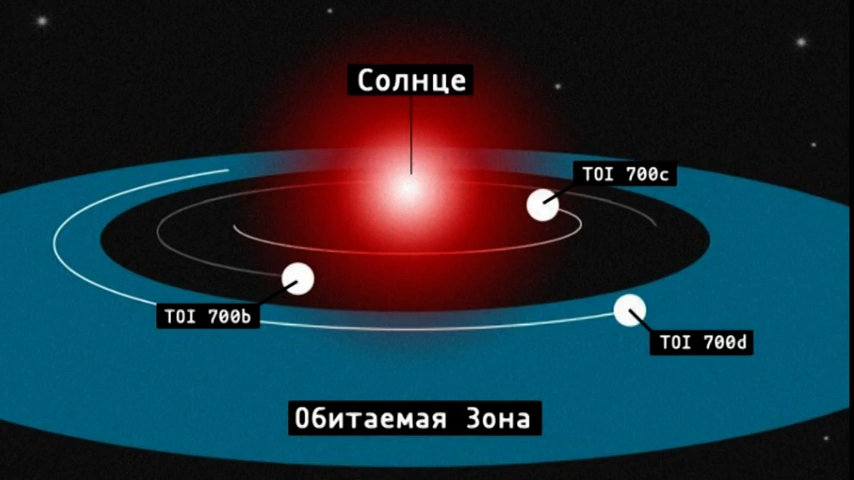 Солнце
TOI 700c
TOI 700b
TOI 700d
Обитаемая Зона